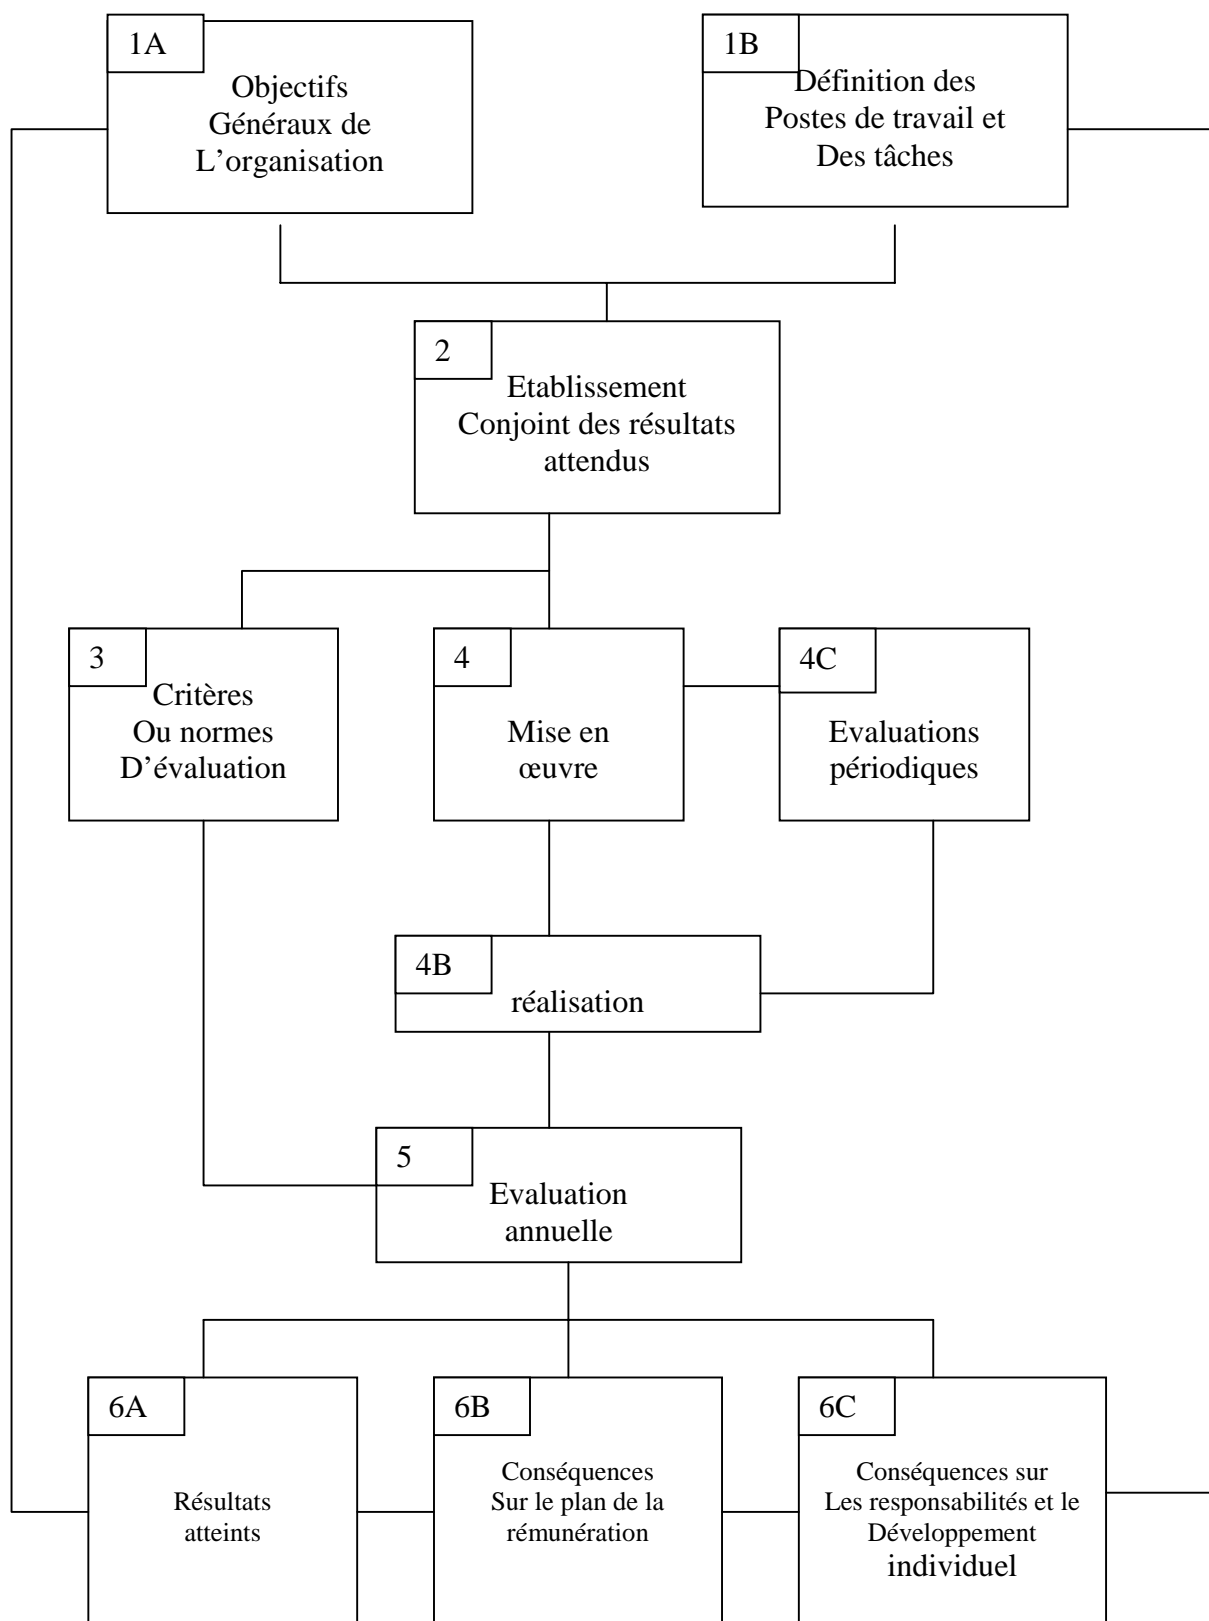 1A
Objectifs
Généraux de
L'organisation
1B
Définition des
Postes de travail et
Des tâches
2
Etablissement
Conjoint des résultats
attendus
3
Critères
Ou normes
D'évaluation
4
Mise en
œuvre
4C
Evaluations
périodiques
4B
réalisation
5
Evaluation
annuelle
6A
Résultats
atteints
6B
Conséquences
Sur le plan de la
rémunération
6C
Conséquences sur
Les responsabilités et le
Développement
individuel